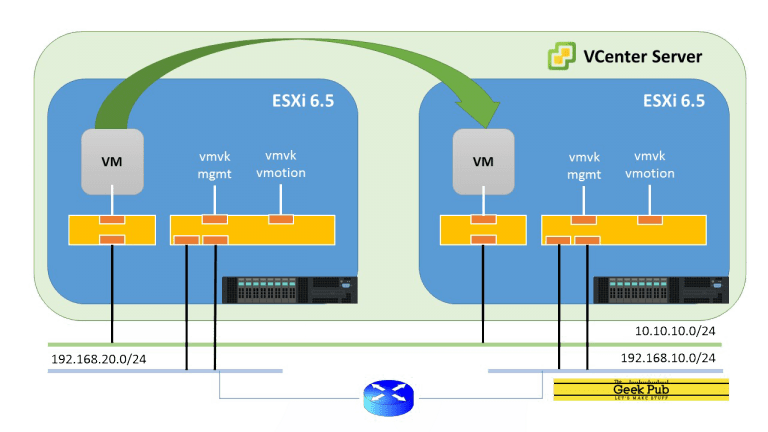 VCenter Server
ESXi 6.5
ESXi 6.5
VM
vmvk
mgmt
vmvk
vmotion
VM
vmvk
mgmt
vmvk
vmotion
10.10.10.0/24
192.168.20.0/24
192.168.10.0/24
The
Geek Pub
LET'S MAKE STUFF